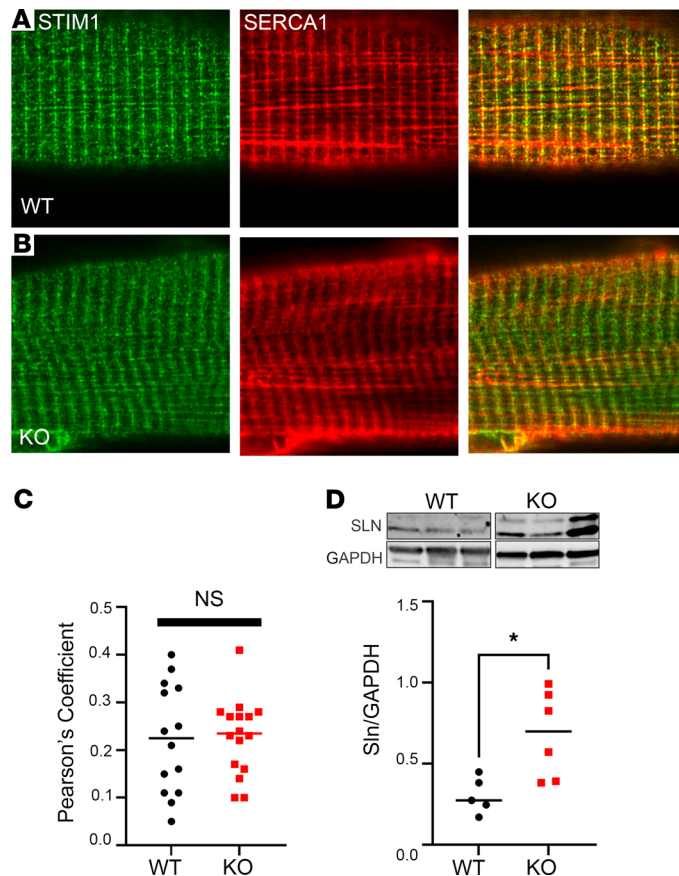 A STIM1 SERCA1
WT
B
KO
C
NS
0.5
0.4
0.3
0.2
0.1
0.0
Pearson's Coefficient
WT KO
D
WT KO
SLN
GAPDH
1.5
*
1.0
0.5
0.0
Sln/GAPDH
WT KO